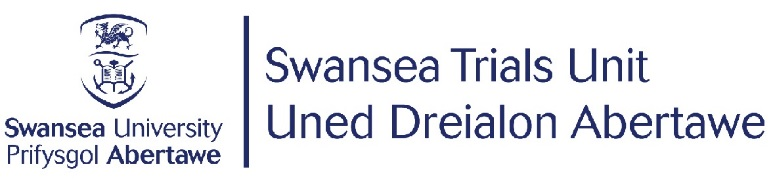 Swansea University
Prifysgol Abertawe
Swansea Trials Unit
Uned Dreialon Abertawe